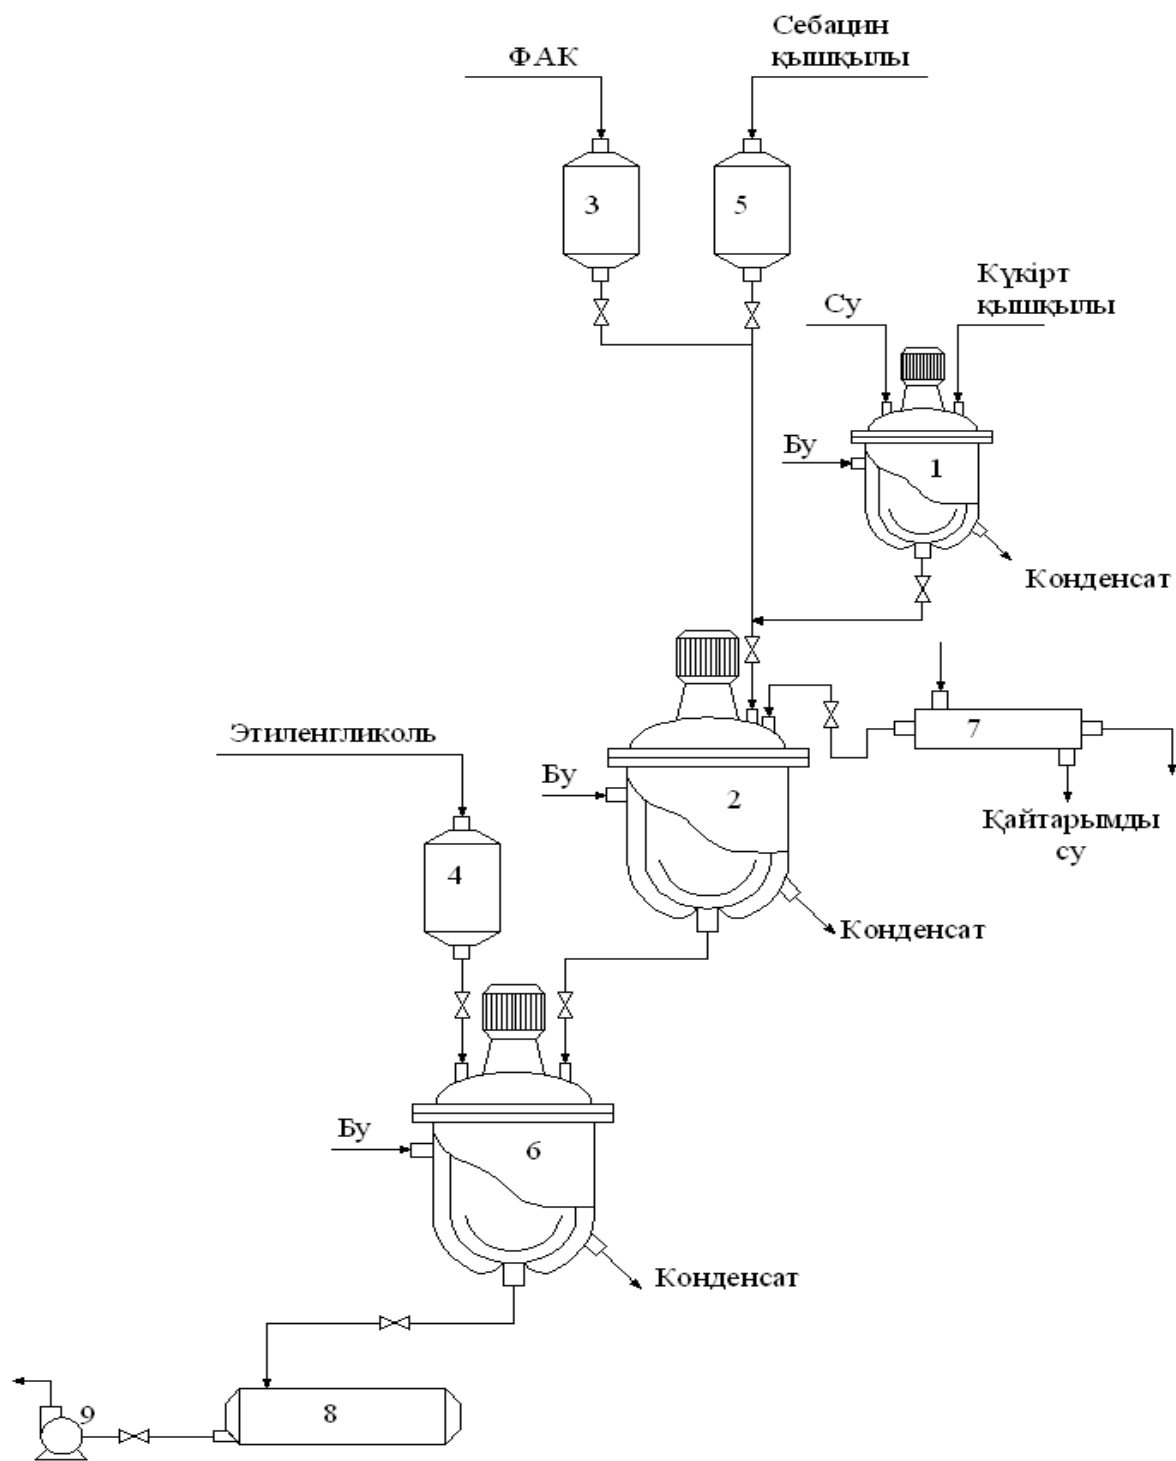 ФАК
Себацин
қышқылы
3
5
Күкірт
қышқылы
Су
Бу
1
Конденсат
7
Этиленгликоль
Бу
2
Қайтарымды
су
4
Конденсат
Бу
6
Конденсат
9
8